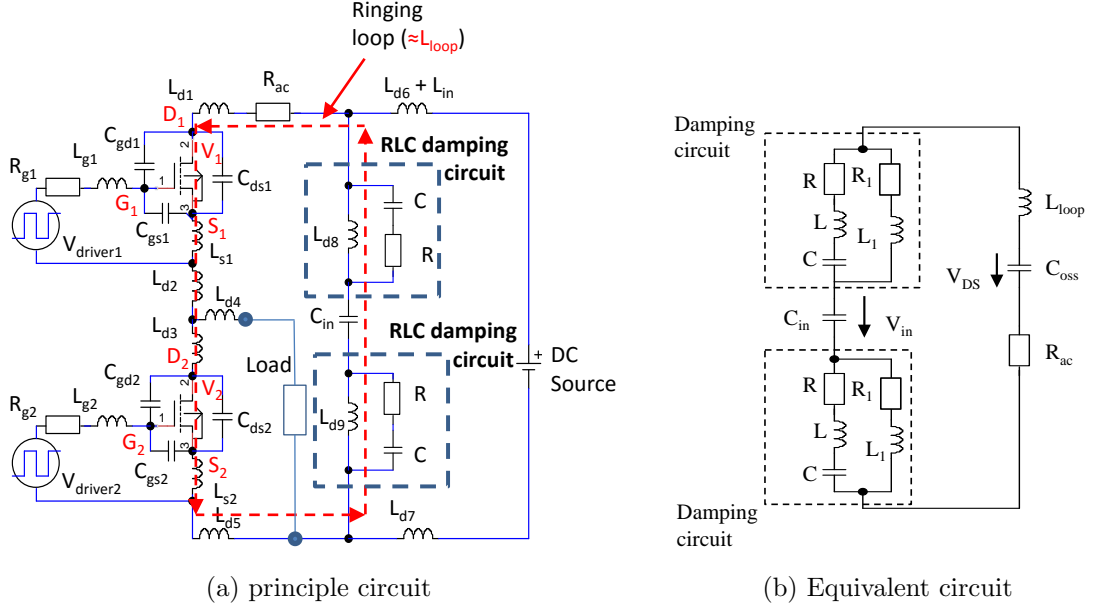 Ringing
loop (≈L_loop)
L_d1
R_ac
L_d6 + L_in
D_1
C_gd1
V_1
RLC damping
circuit
R_g1
L_g1
2
1
3
C_ds1
G_1
C_gs1
S_1
V_driver1
L_s1
L_d8
C
R
L_d2
L_d4
C_in
L_d3
RLC damping
circuit
D_2
Load
+ DC
Source
C_gd2
V_2
R_g2
L_g2
2
1
3
C_ds2
G_2
C_gs2
S_2
V_driver2
L_s2
L_d9
R
C
L_d5
L_d7
(a) principle circuit
Damping
circuit
R
R_1
L
L_1
C
L_loop
C_oss
V_DS
C_in
V_in
R_ac
R
R_1
L
L_1
C
Damping
circuit
(b) Equivalent circuit